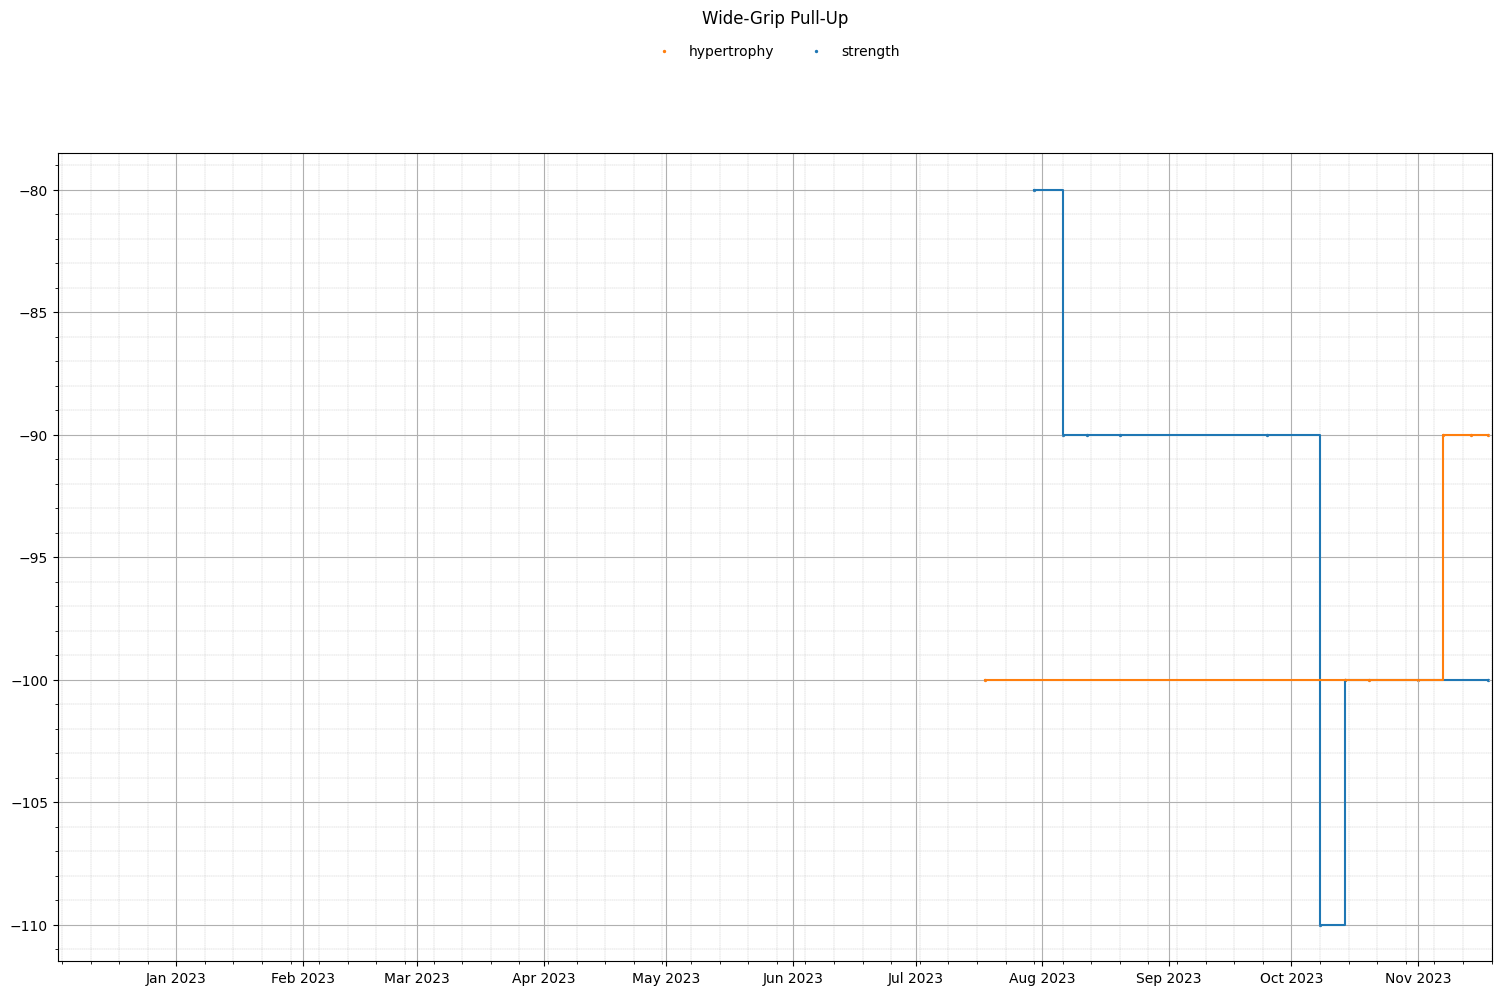 Wide-Grip Pull-Up
hypertrophy strength
−80
−85
−90
−95
−100
−105
−110
Jan 2023 Feb 2023 Mar 2023 Apr 2023 May 2023 Jun 2023 Jul 2023 Aug 2023 Sep 2023 Oct 2023 Nov 2023